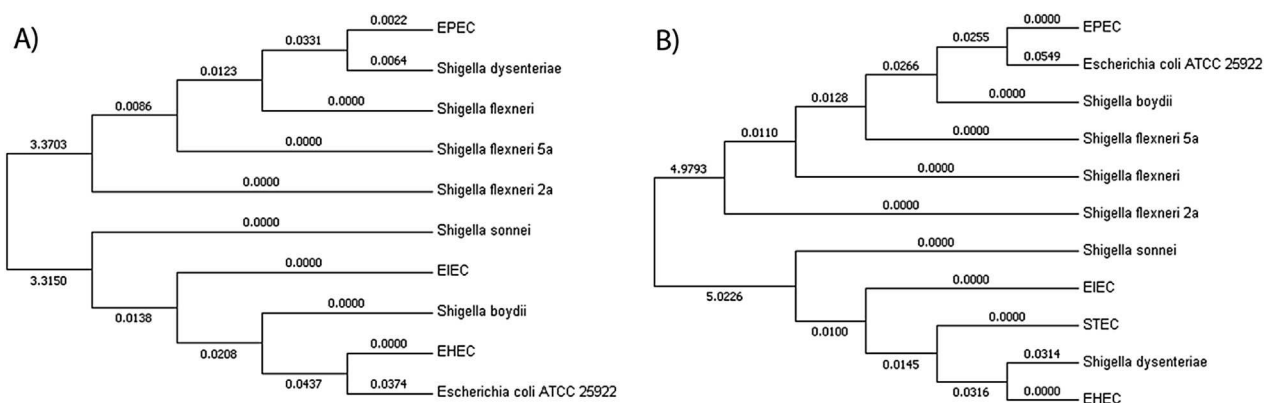 A)
0.0022
EPEC
0.0331
0.0064
Shigella dysenteriae
0.0123
0.0000
Shigella flexneri
0.0086
0.0000
Shigella flexneri 5a
3.3703
0.0000
Shigella flexneri 2a
0.0000
Shigella sonnei
3.3150
0.0000
EIEC
0.0138
0.0000
Shigella boydii
0.0208
0.0000
EHEC
0.0437
0.0374
Escherichia coli ATCC 25922
B)
0.0000
EPEC
0.0255
0.0549
Escherichia coli ATCC 25922
0.0266
0.0000
Shigella boydii
0.0128
0.0000
Shigella flexneri 5a
0.0110
0.0000
Shigella flexneri
4.9793
0.0000
Shigella flexneri 2a
0.0000
Shigella sonnei
5.0226
0.0000
EIEC
0.0100
0.0000
STEC
0.0145
0.0314
Shigella dysenteriae
0.0316
0.0000
EHEC